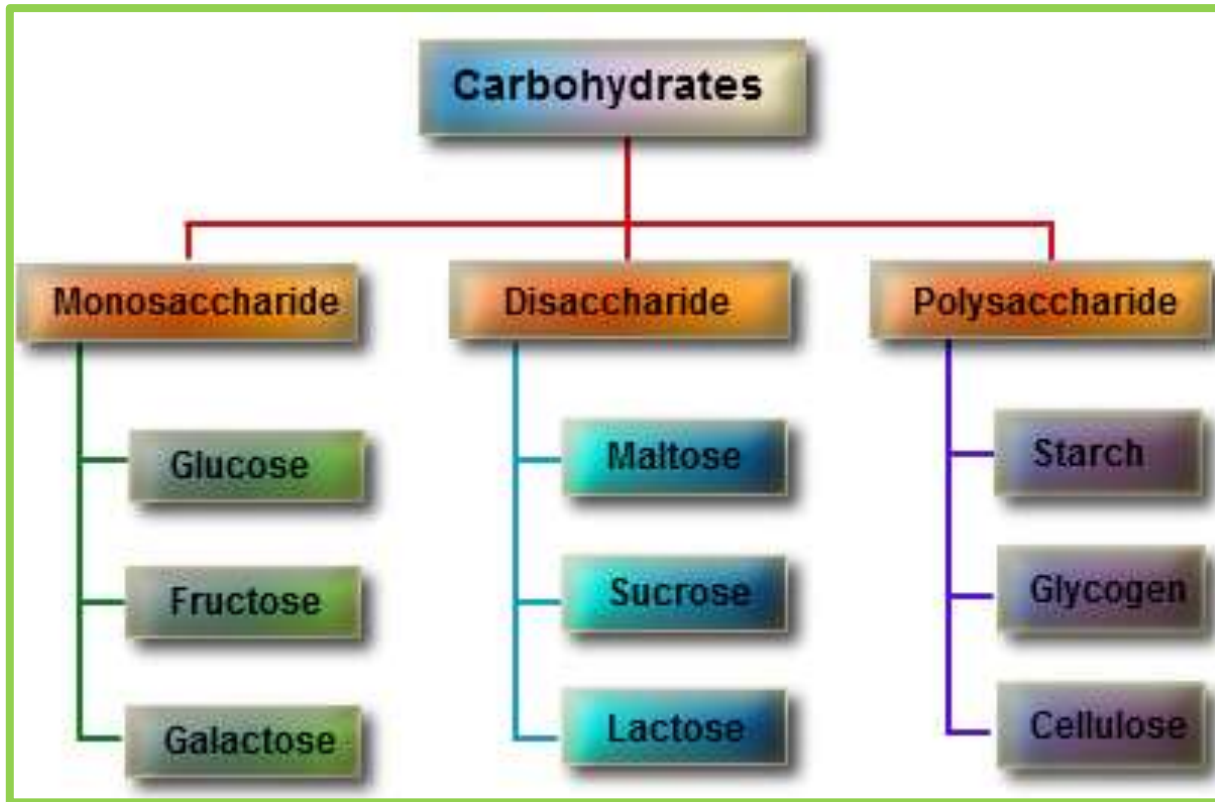 Carbohydrates
Monosaccharide
Disaccharide
Polysaccharide
Glucose
Fructose
Galactose
Maltose
Sucrose
Lactose
Starch
Glycogen
Cellulose